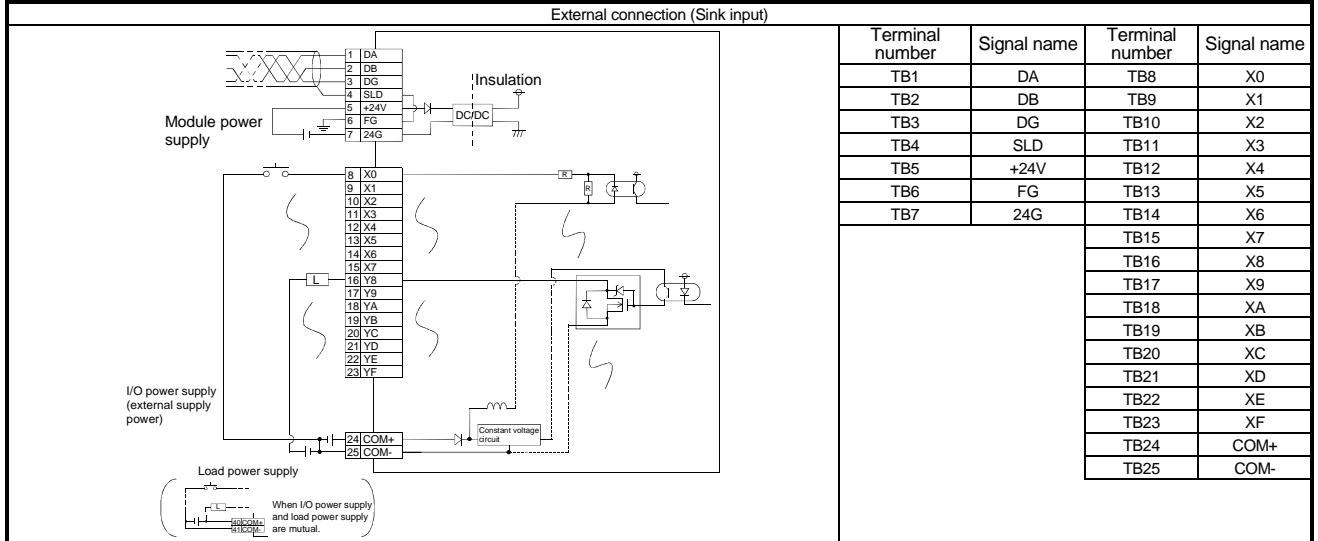 External connection (Sink input)
1 DA
2 DB
3 DG
4 SLD
5 +24V
6 FG
7 24G
Insulation
DC/DC
Module power
supply
8 X0
9 X1
10 X2
11 X3
12 X4
13 X5
14 X6
15 X7
16 Y8
17 Y9
18 YA
19 YB
20 YC
21 YD
22 YE
23 YF
R
R
L
I/O power supply
(external supply
power)
24 COM+
25 COM-
Constant voltage
circuit
Load power supply
L
40 COM+
41 COM-
When I/O power supply
and load power supply
are mutual.
Terminal number Signal name Terminal number Signal name
TB1 DA TB8 X0
TB2 DB TB9 X1
TB3 DG TB10 X2
TB4 SLD TB11 X3
TB5 +24V TB12 X4
TB6 FG TB13 X5
TB7 24G TB14 X6
TB15 X7
TB16 X8
TB17 X9
TB18 XA
TB19 XB
TB20 XC
TB21 XD
TB22 XE
TB23 XF
TB24 COM+
TB25 COM-